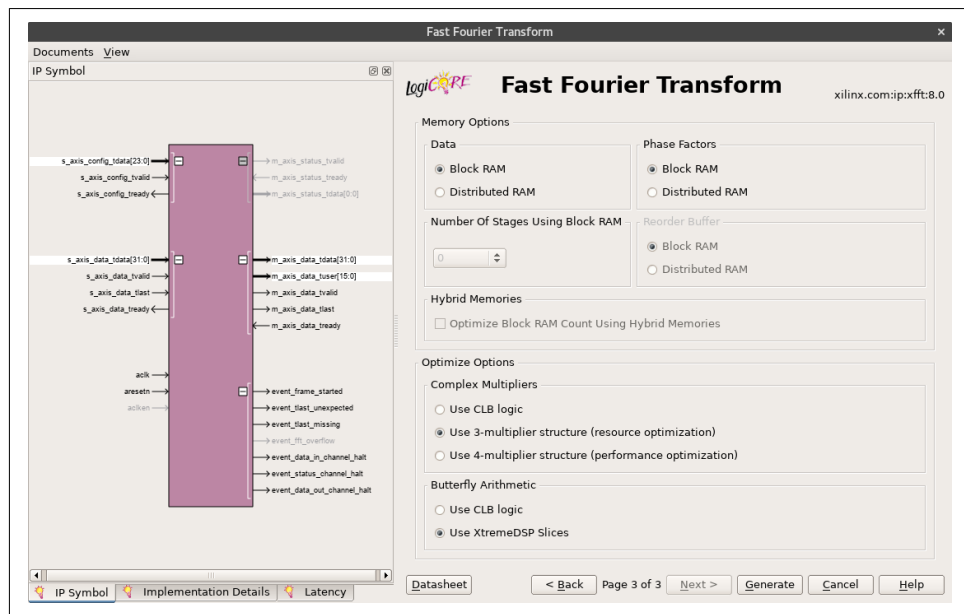 Fast Fourier Transform ×
Documents View
IP Symbol
s_axis_config_tdata[23:0]
s_axis_config_tvalid
s_axis_config_tready
m_axis_status_tvalid
m_axis_status_tready
m_axis_status_tdata[0:0]
s_axis_data_tdata[31:0]
s_axis_data_tvalid
s_axis_data_tlast
s_axis_data_tready
m_axis_data_tdata[31:0]
m_axis_data_tuser[15:0]
m_axis_data_tvalid
m_axis_data_tlast
m_axis_data_tready
aclk
aresetn
aclken
event_frame_started
event_tlast_unexpected
event_tlast_missing
event_fft_overflow
event_data_in_channel_halt
event_status_channel_halt
event_data_out_channel_halt
IP Symbol Implementation Details Latency
LogiCORE
Fast Fourier Transform
xilinx.com:ip:xfft:8.0
Memory Options
Data
Block RAM
Distributed RAM
Phase Factors
Block RAM
Distributed RAM
Number Of Stages Using Block RAM
0
Reorder Buffer
Block RAM
Distributed RAM
Hybrid Memories
Optimize Block RAM Count Using Hybrid Memories
Optimize Options
Complex Multipliers
Use CLB logic
Use 3-multiplier structure (resource optimization)
Use 4-multiplier structure (performance optimization)
Butterfly Arithmetic
Use CLB logic
Use XtremeDSP Slices
Datasheet < Back Page 3 of 3 Next > Generate Cancel Help